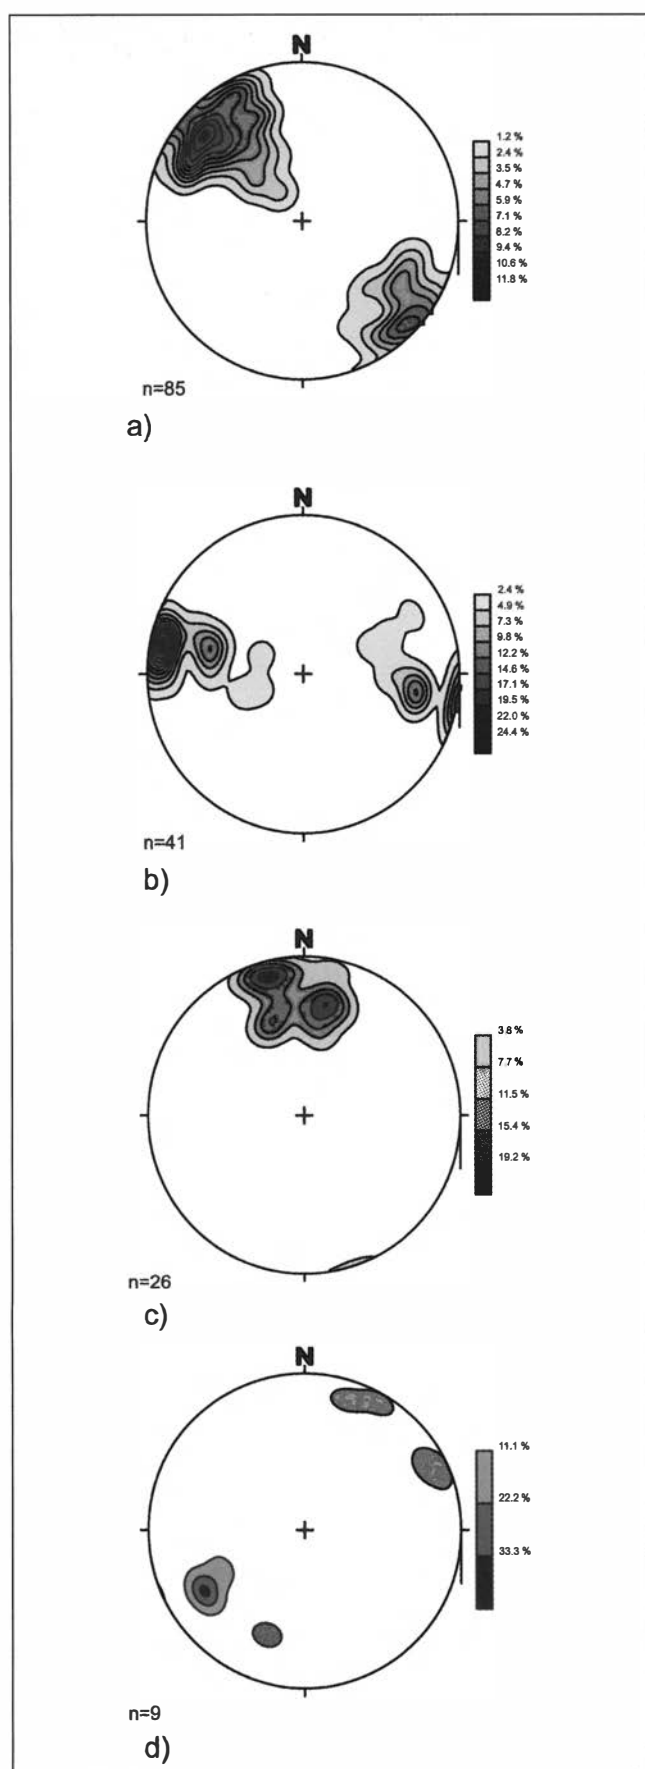 N
1.2 %
2.4 %
3.5 %
4.7 %
5.9 %
7.1 %
8.2 %
9.4 %
10.6 %
11.8 %
n=85
a)
N
2.4 %
4.9 %
7.3 %
9.8 %
12.2 %
14.6 %
17.1 %
19.5 %
22.0 %
24.4 %
n=41
b)
N
3.8 %
7.7 %
11.5 %
15.4 %
19.2 %
n=26
c)
N
11.1 %
22.2 %
33.3 %
n=9
d)